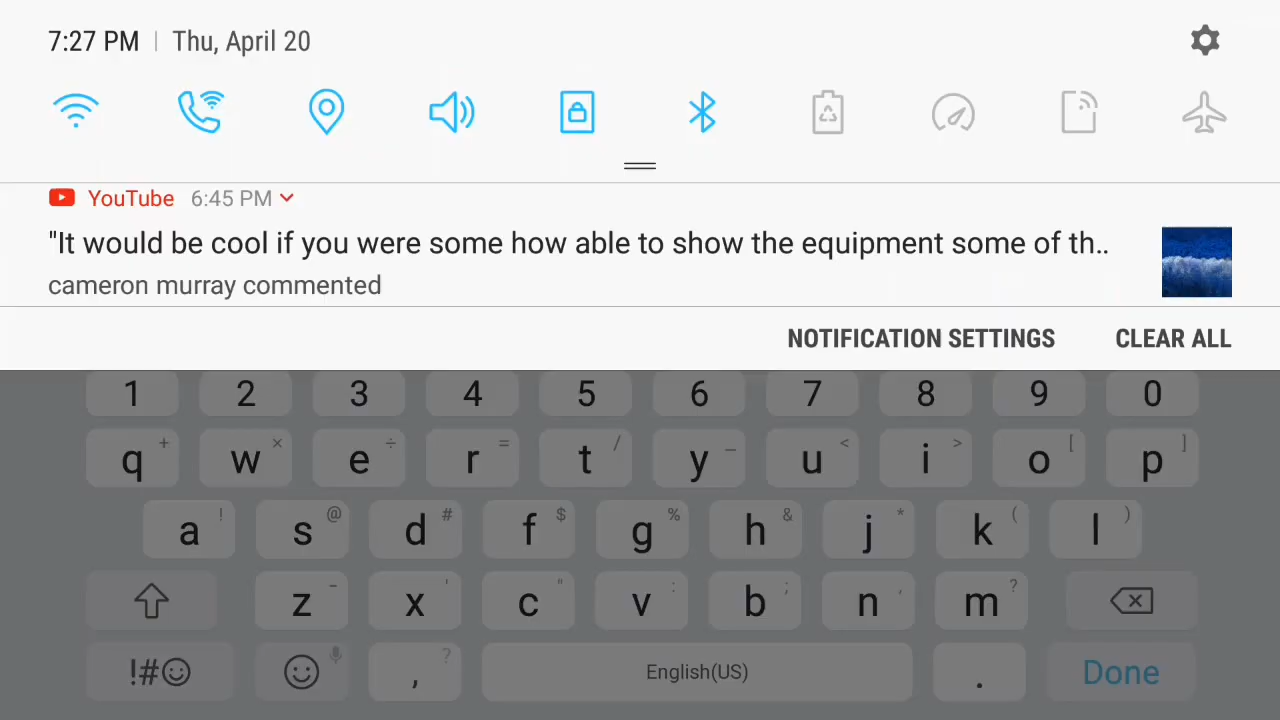 7:27 PM | Thu, April 20
YouTube 6:45 PM
"It would be cool if you were some how able to show the equipment some of th..
cameron murray commented
NOTIFICATION SETTINGS CLEAR ALL
1 2 3 4 5 6 7 8 9 0
q + w × e ÷ r = t / y _ u < i > o [ p ]
a ! s @ d # f $ g % h & j * k ( l )
z - x ' c " v : b ; n , m ?
!#☺ , ? English(US) . Done